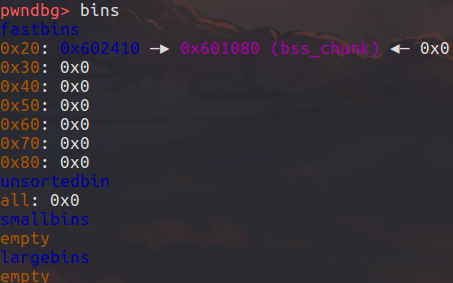 pwndbg> bins
fastbins
0x20: 0x602410 —▸ 0x601080 (bss_chunk) ◂— 0x0
0x30: 0x0
0x40: 0x0
0x50: 0x0
0x60: 0x0
0x70: 0x0
0x80: 0x0
unsortedbin
all: 0x0
smallbins
empty
largebins
empty